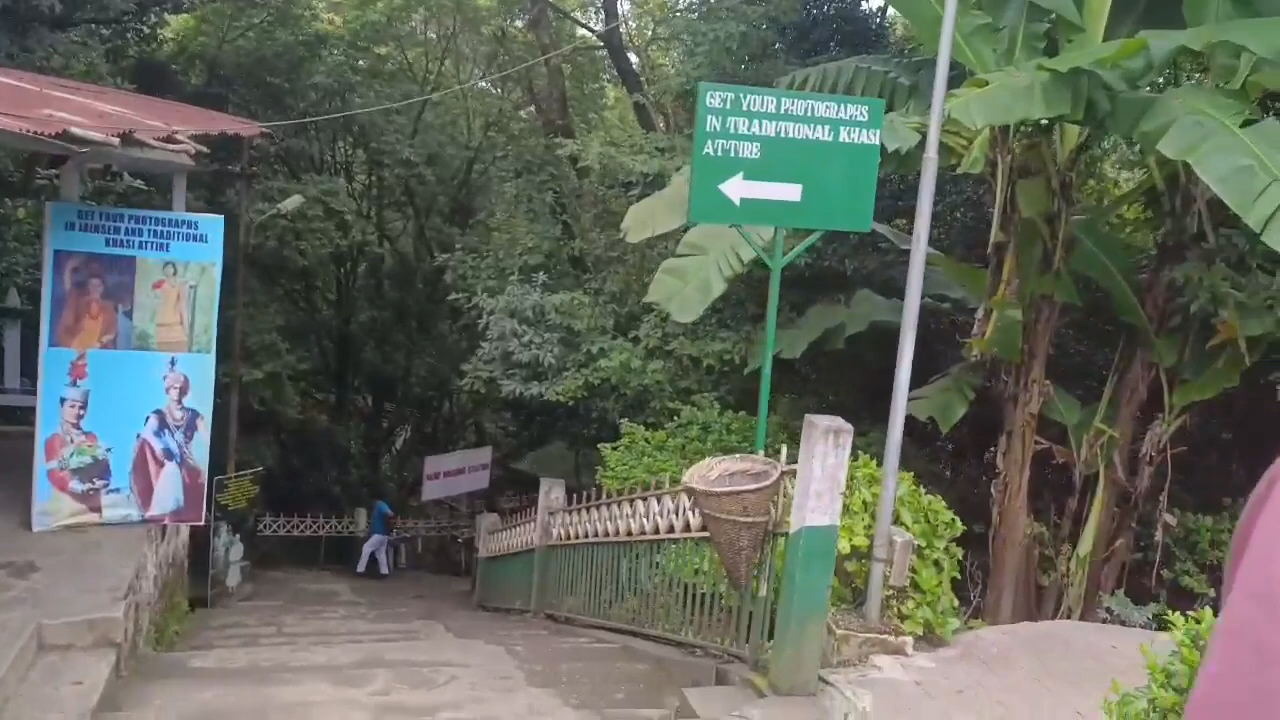 GET YOUR PHOTOGRAPHS
IN JAINSEM AND TRADITIONAL
KHASI ATTIRE
GET YOUR PHOTOGRAPHS
IN TRADITIONAL KHASI
ATTIRE